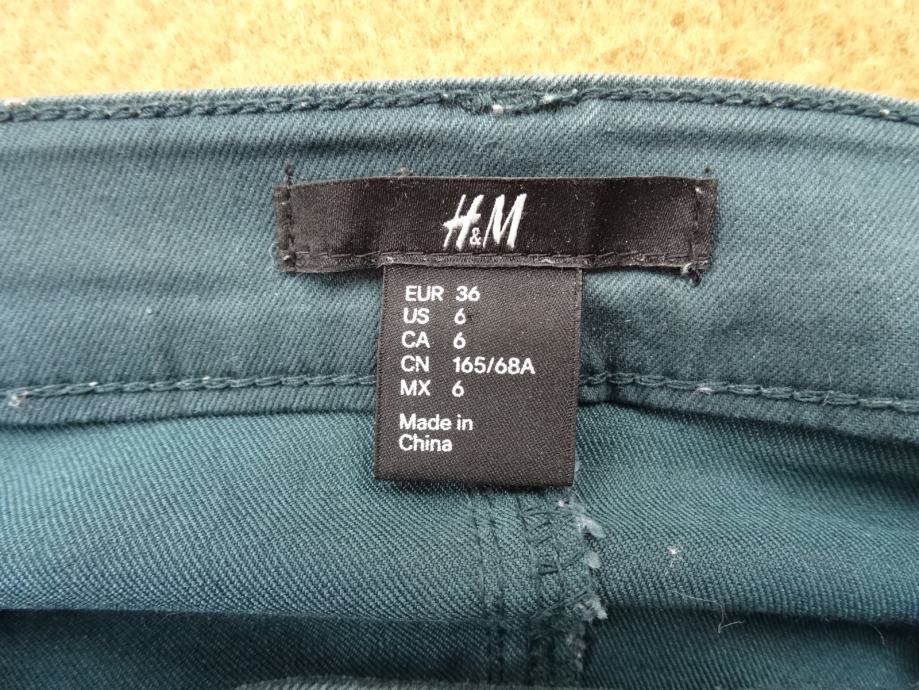 H&M
EUR 36
US 6
CA 6
CN 165/68A
MX 6
Made in
China